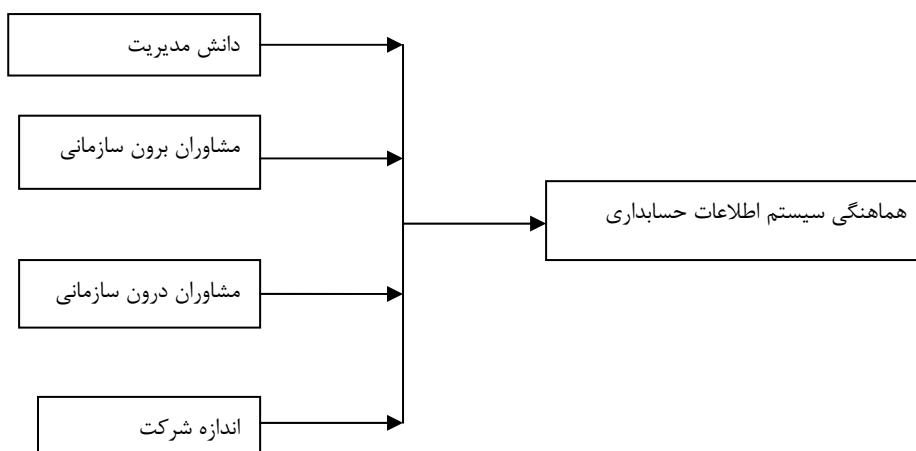 دانش مدیریت
مشاوران برون سازمانی
هماهنگی سیستم اطلاعات حسابداری
مشاوران درون سازمانی
اندازه شرکت